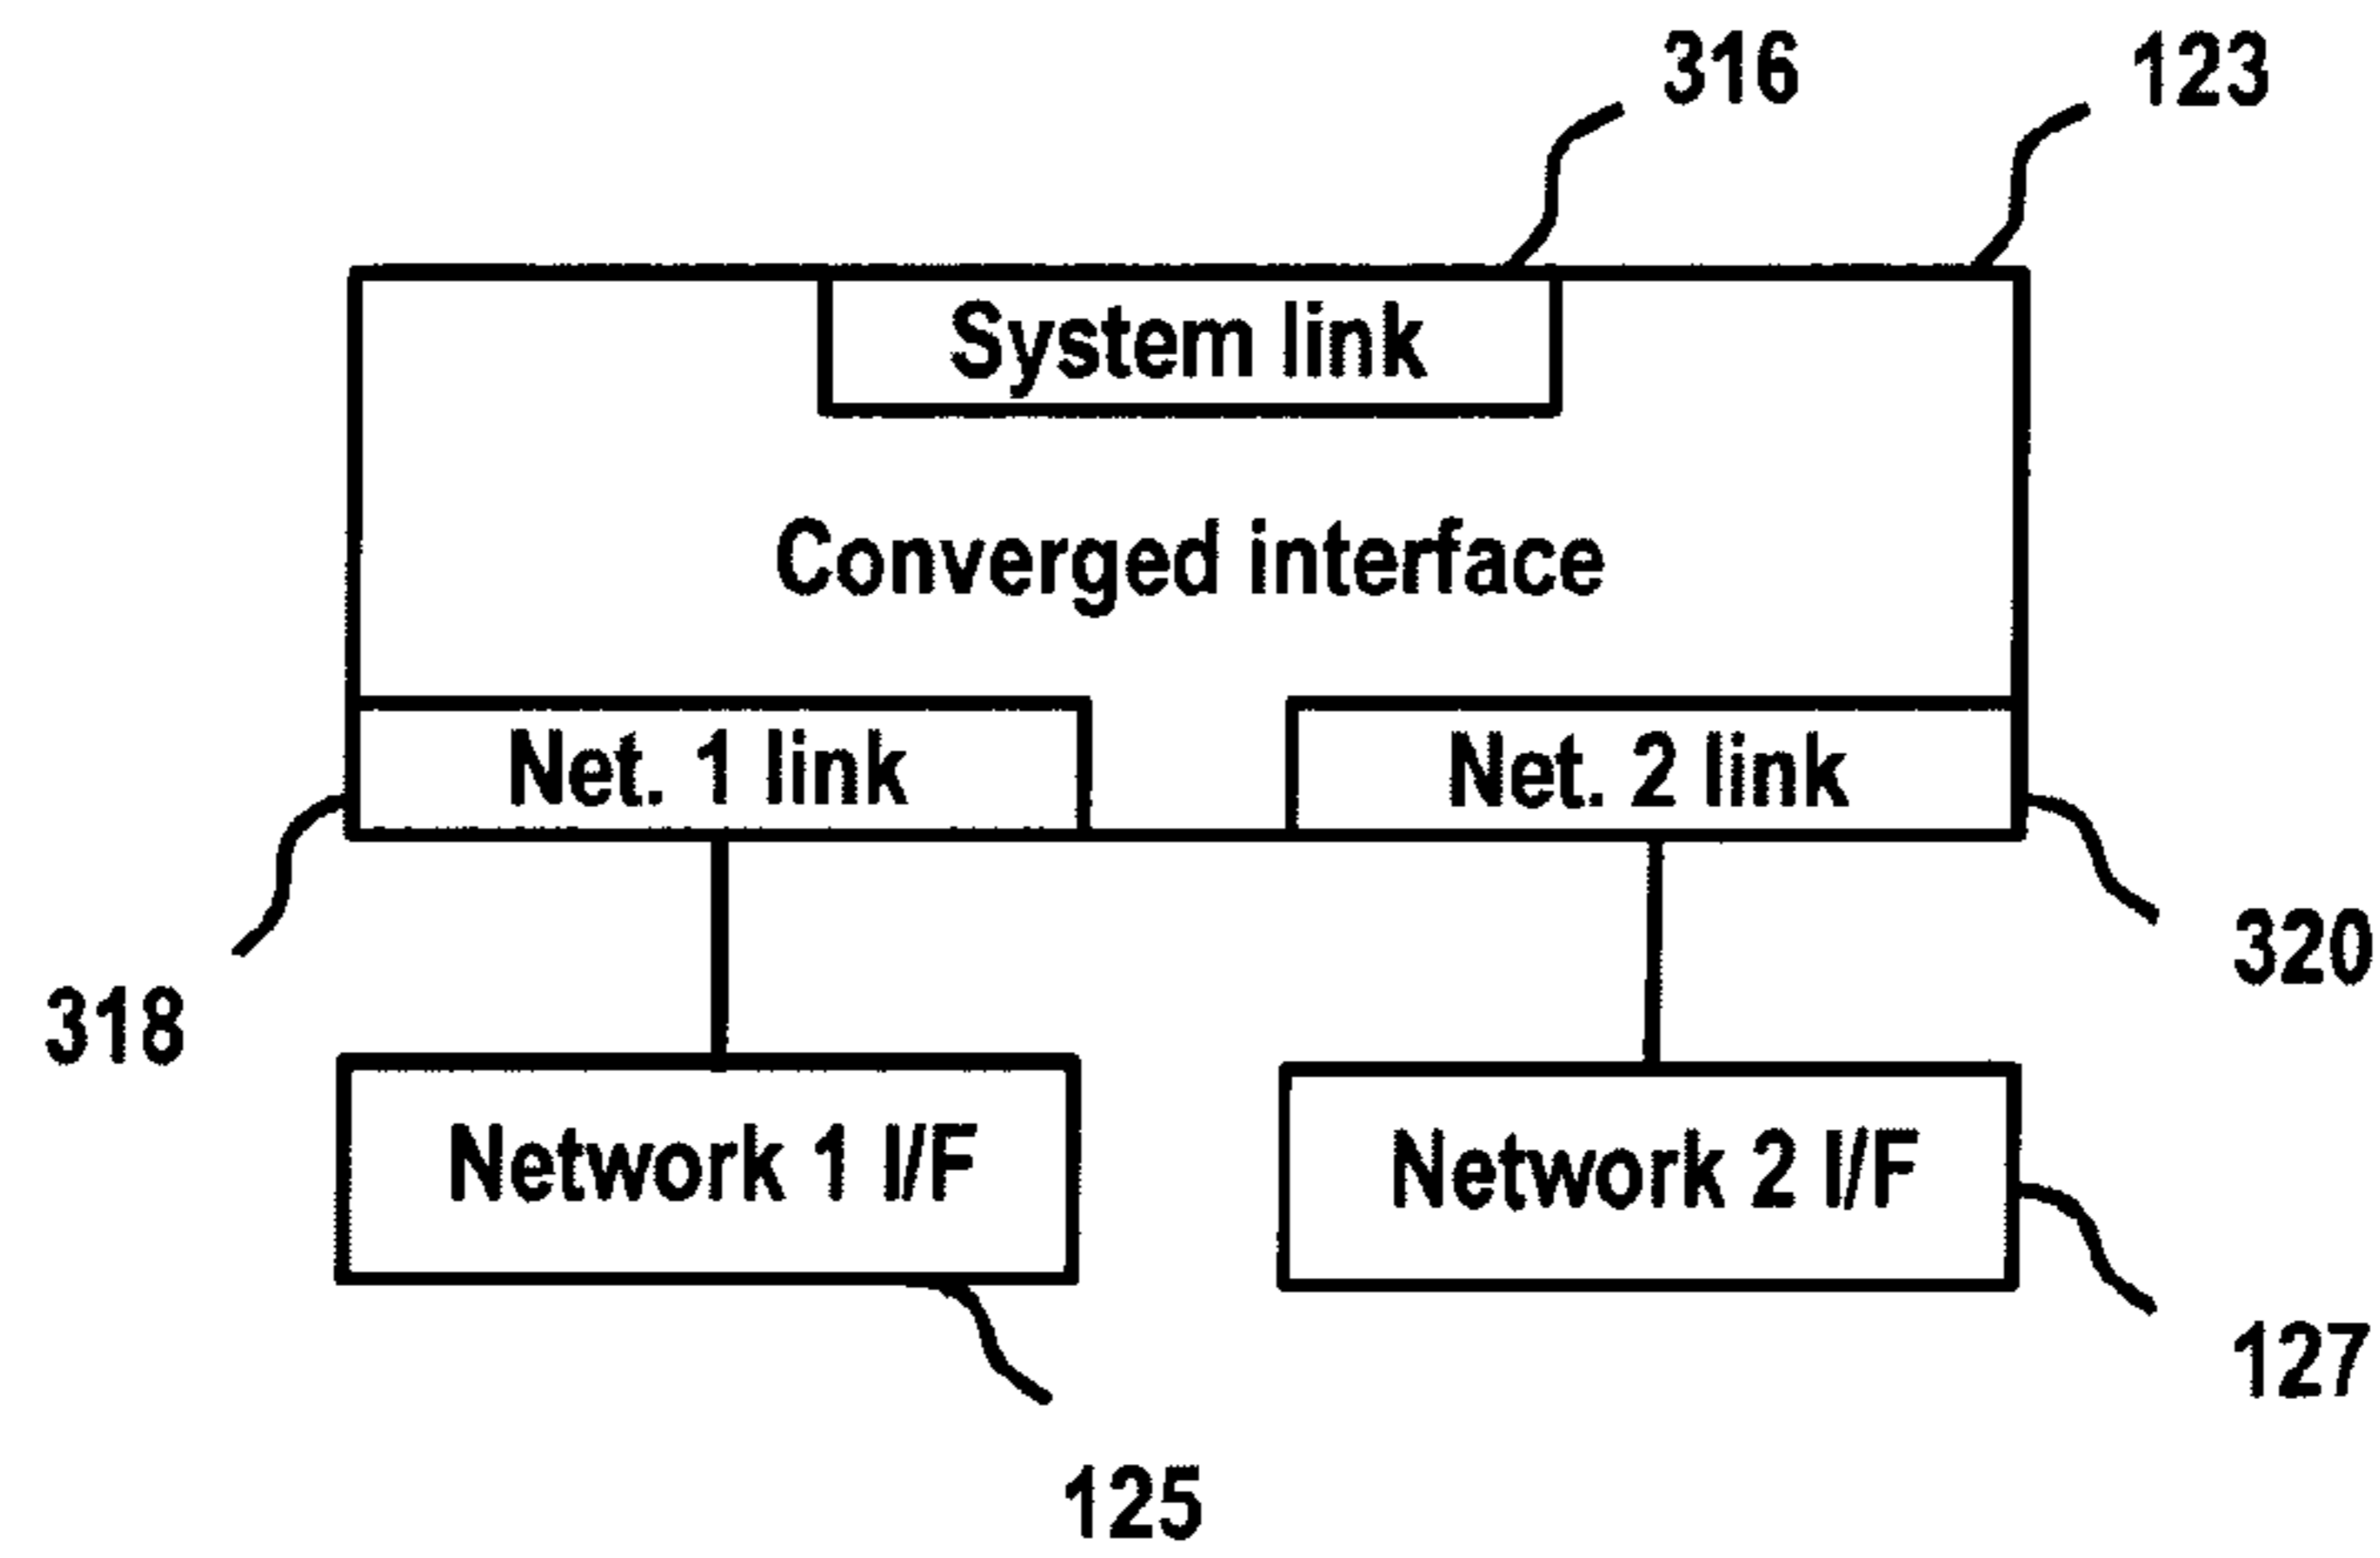 316
123
System link
Converged interface
Net. 1 link
Net. 2 link
318
320
Network 1 I/F
Network 2 I/F
125
127